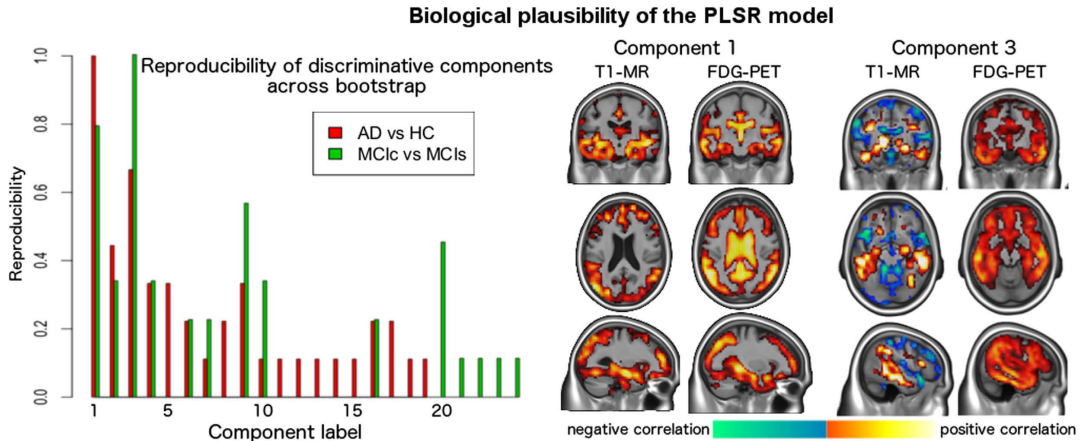 Biological plausibility of the PLSR model
Reproducibility of discriminative components
across bootstrap
AD vs HC
MCIc vs MCIs
Reproducibility
1.0
0.8
0.6
0.4
0.2
0.0
1 5 10 15 20
Component label
Component 1
T1-MR FDG-PET
Component 3
T1-MR FDG-PET
negative correlation
positive correlation